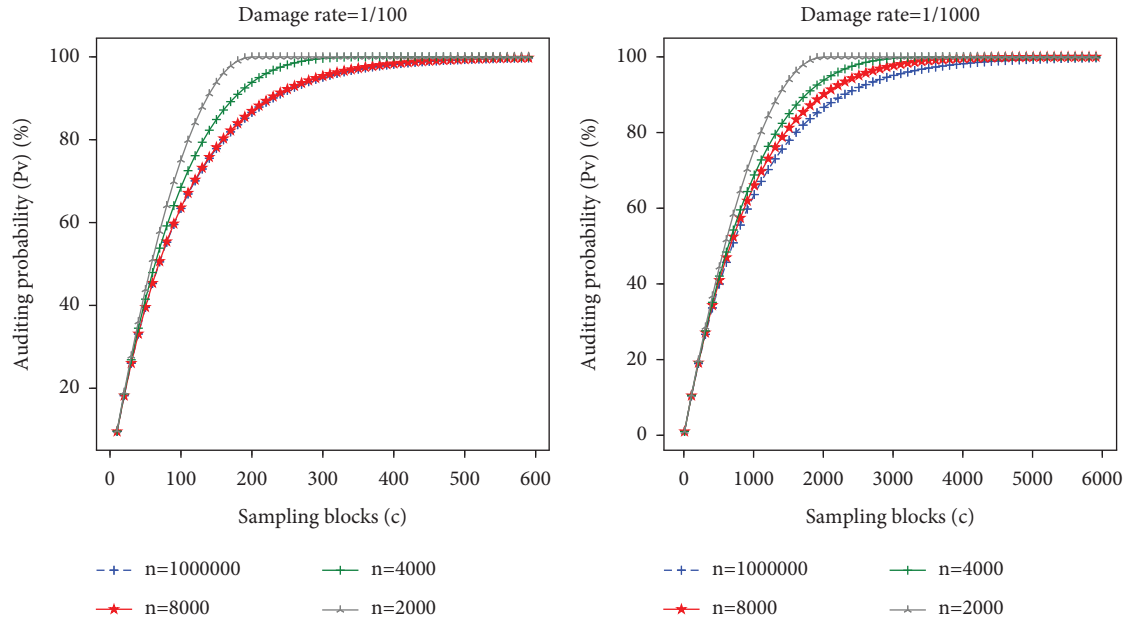 Damage rate=1/100
100
80
60
40
20
Auditing probability (Pv) (%)
0 100 200 300 400 500 600
Sampling blocks (c)
n=1000000 n=4000
n=8000 n=2000
Damage rate=1/1000
100
80
60
40
20
0
Auditing probability (Pv) (%)
0 1000 2000 3000 4000 5000 6000
Sampling blocks (c)
n=1000000 n=4000
n=8000 n=2000